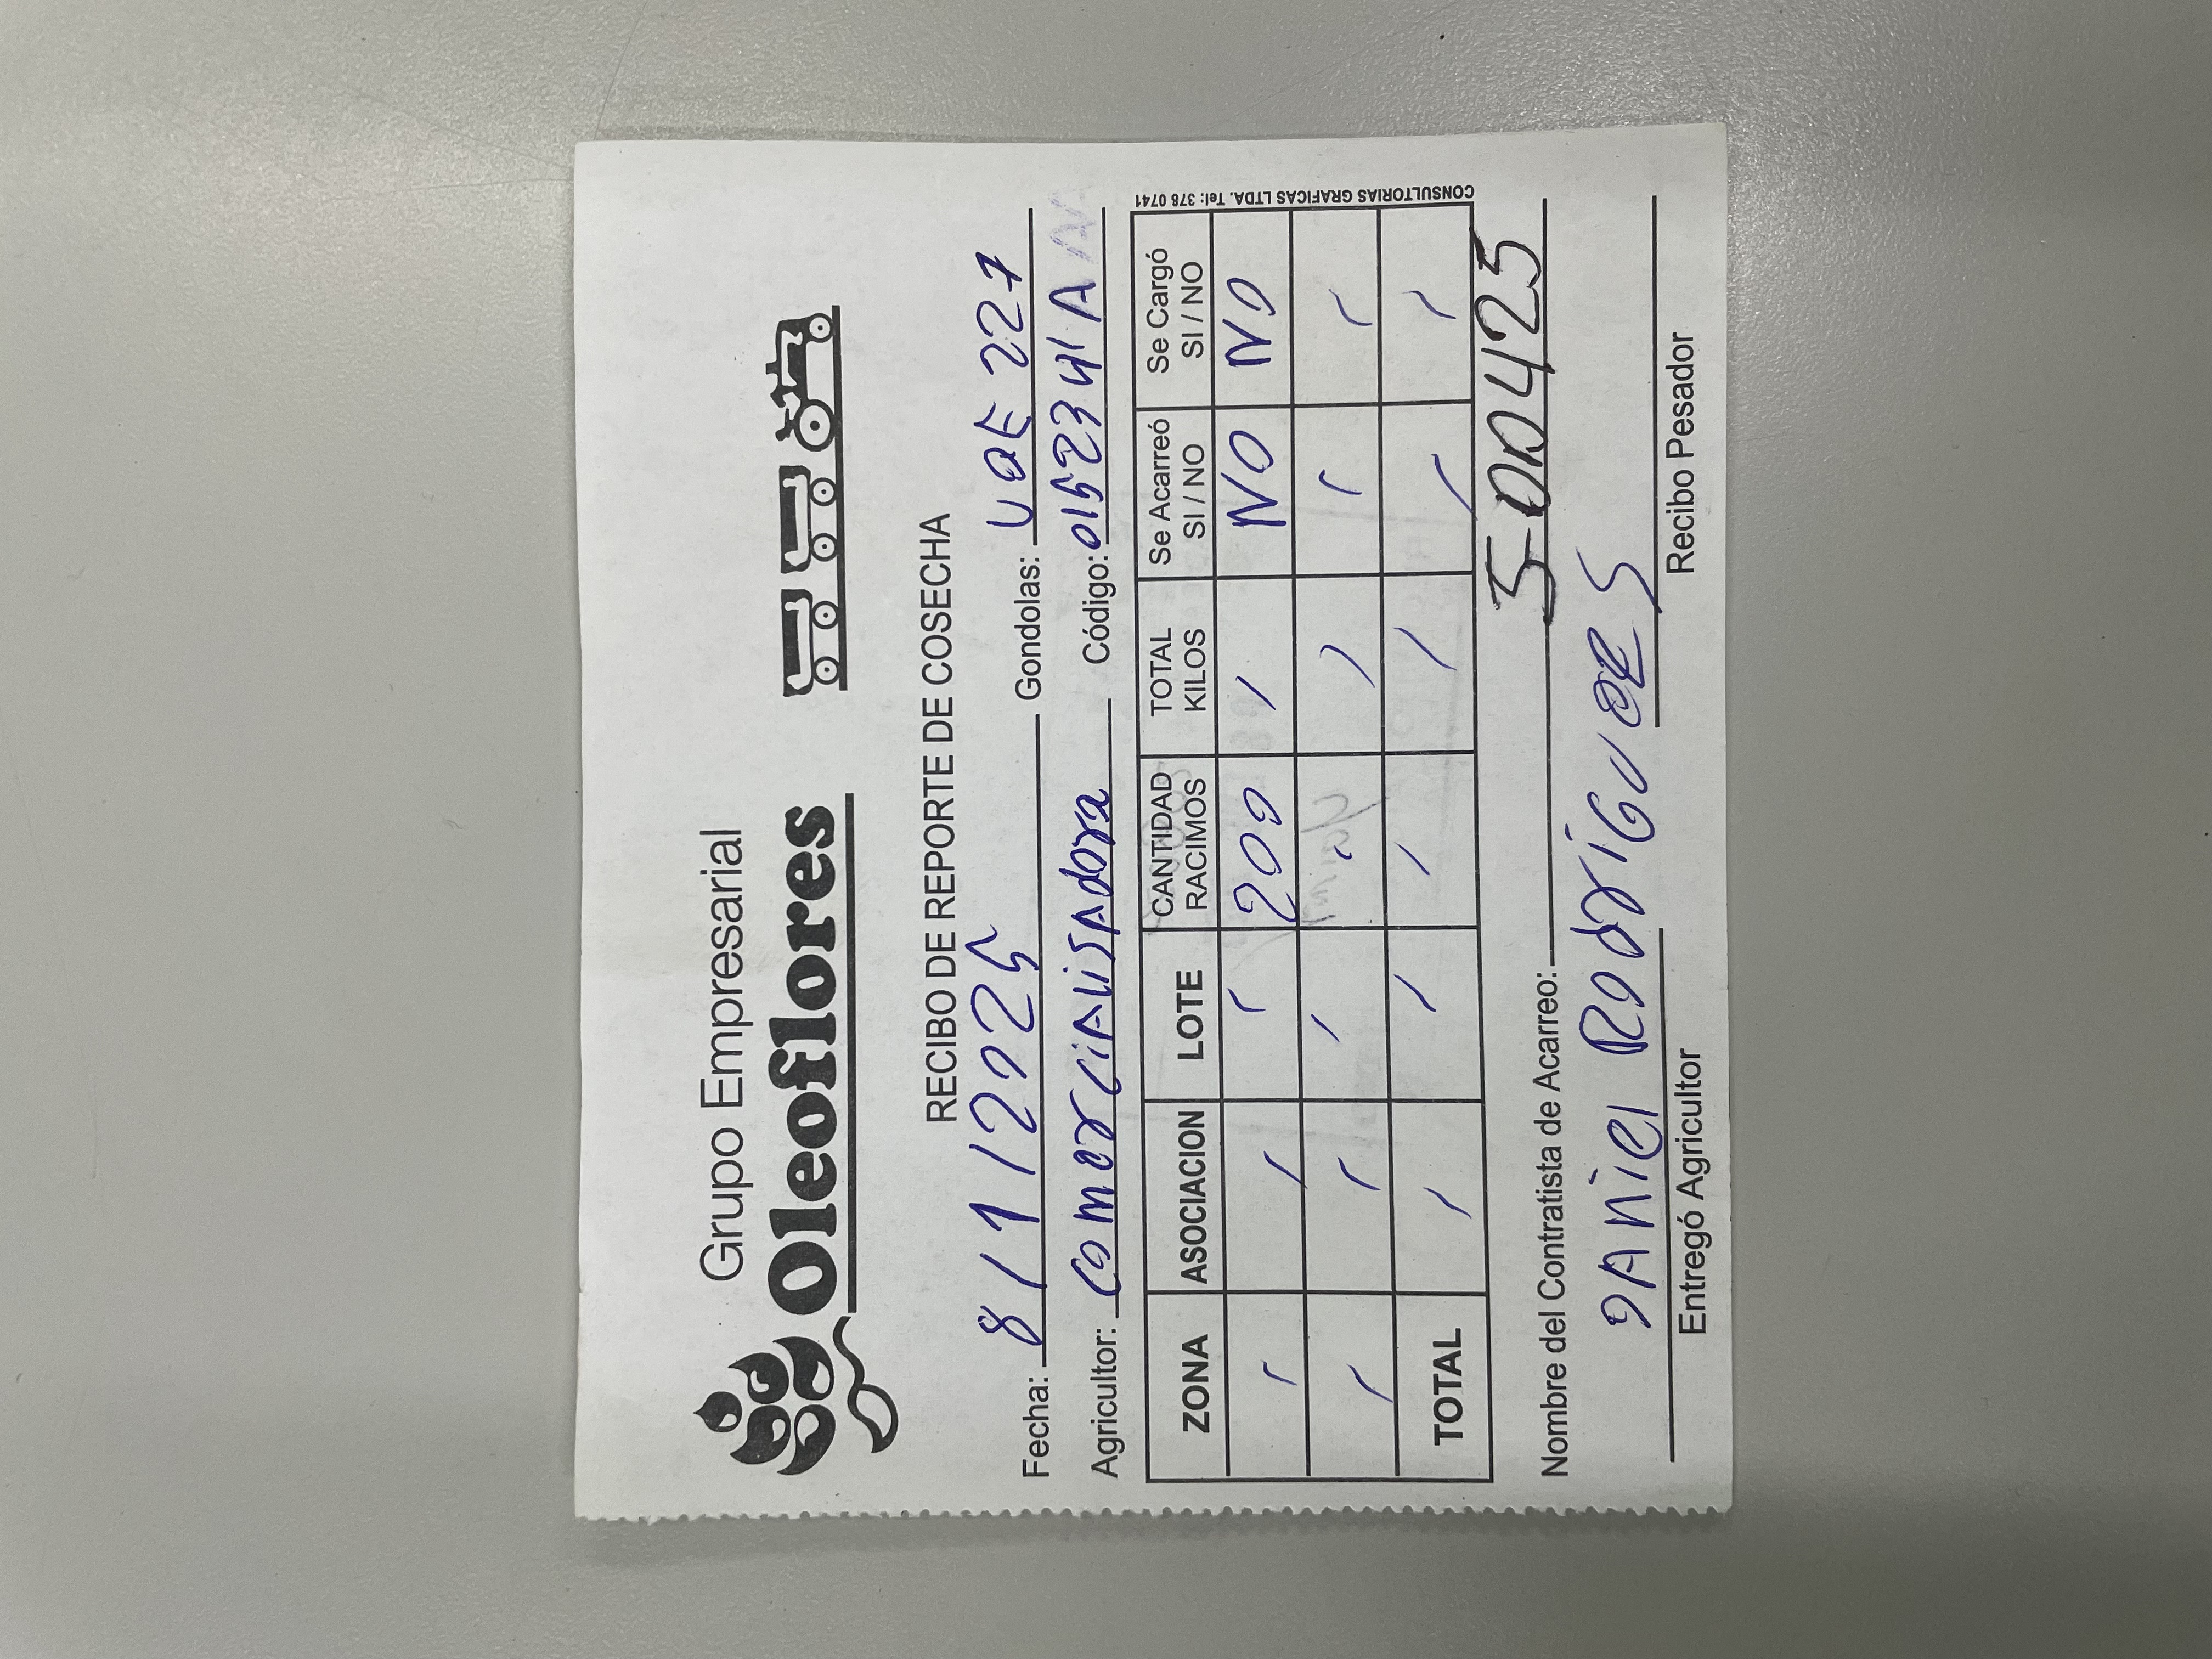 Grupo Empresarial
Oleoflores
RECIBO DE REPORTE DE COSECHA
Fecha: 8/1/2025 Gondolas: UQE 227
Agricultor: comercialisadora Código: 0152341 A
ZONA ASOCIACION LOTE CANTIDAD RACIMOS TOTAL KILOS Se Acarreó SI / NO Se Cargó SI / NO
200 NO NO
TOTAL
CONSULTORIAS GRAFICAS LTDA. Tel: 378 0741
Nombre del Contratista de Acarreo: 500425
DANiel RodriGuez S
Entregó Agricultor Recibo Pesador